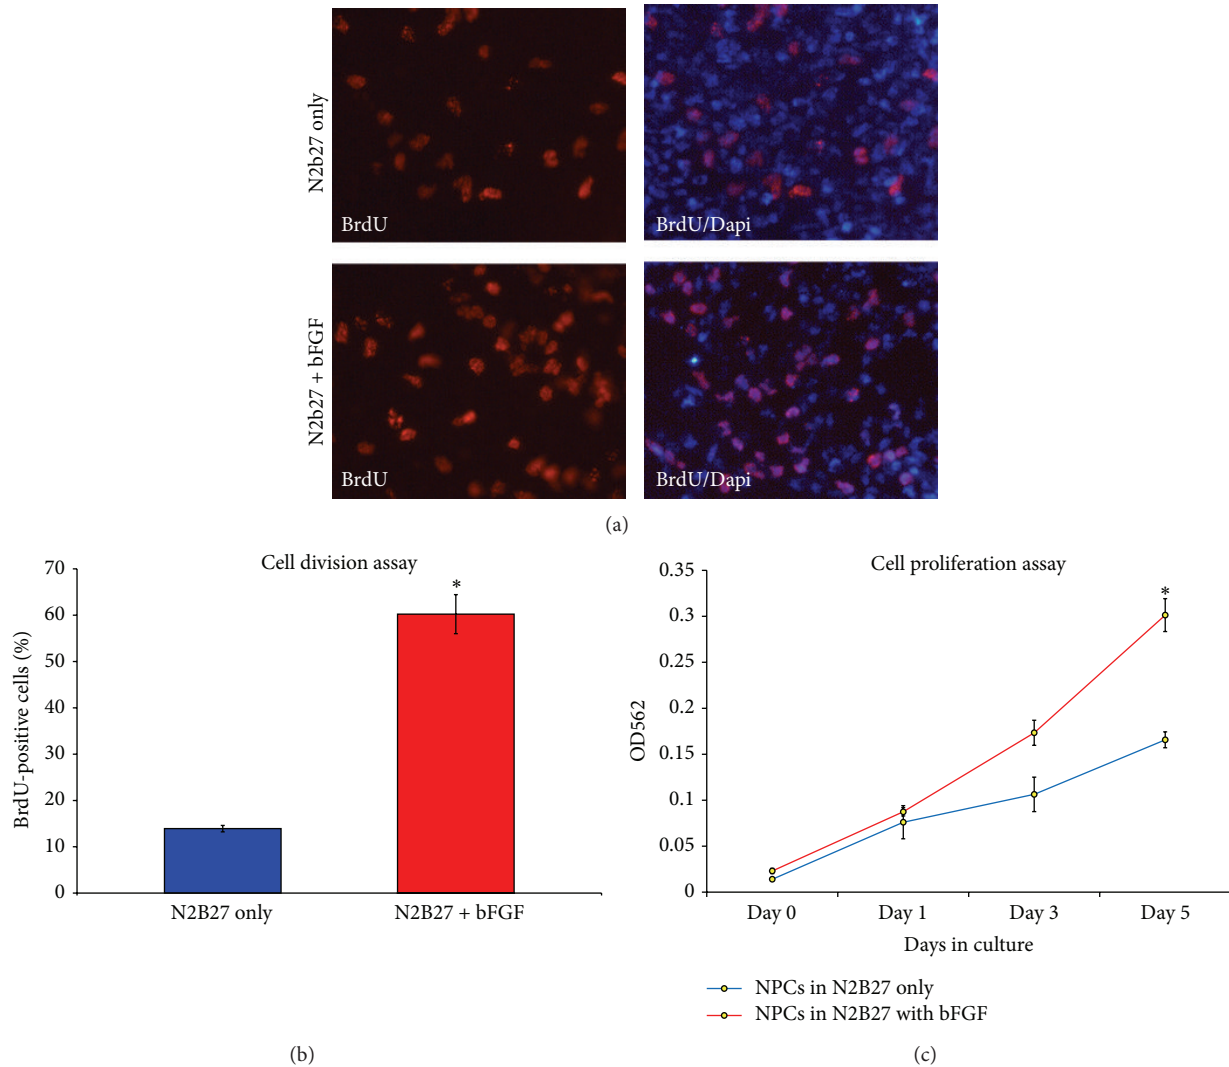 N2b27 only
BrdU
BrdU/Dapi
N2b27 + bFGF
BrdU
BrdU/Dapi
(a)
Cell division assay
BrdU-positive cells (%)
70
60
50
40
30
20
10
0
*
N2B27 only
N2B27 + bFGF
(b)
Cell proliferation assay
OD562
0.35
0.3
0.25
0.2
0.15
0.1
0.05
0
*
Day 0
Day 1
Day 3
Day 5
Days in culture
NPCs in N2B27 only
NPCs in N2B27 with bFGF
(c)